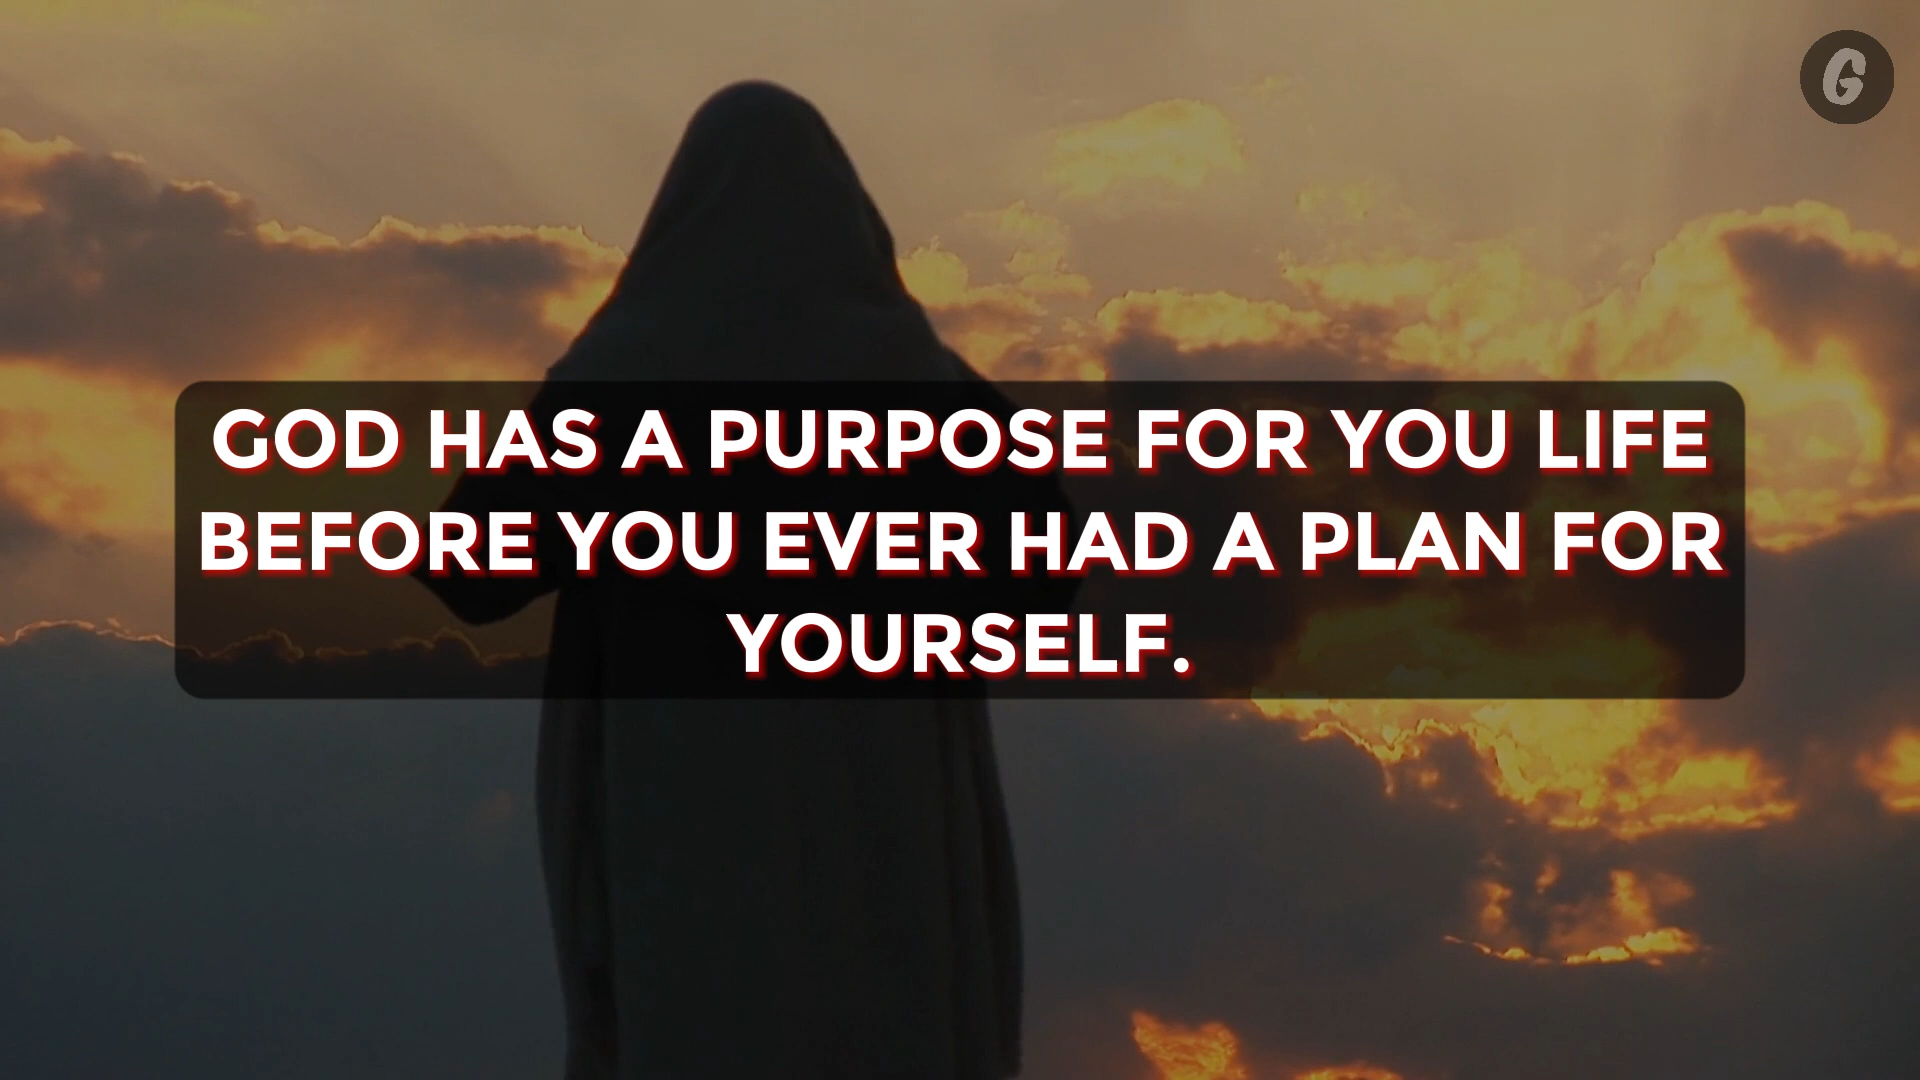 G
GOD HAS A PURPOSE FOR YOU LIFE
BEFORE YOU EVER HAD A PLAN FOR
YOURSELF.